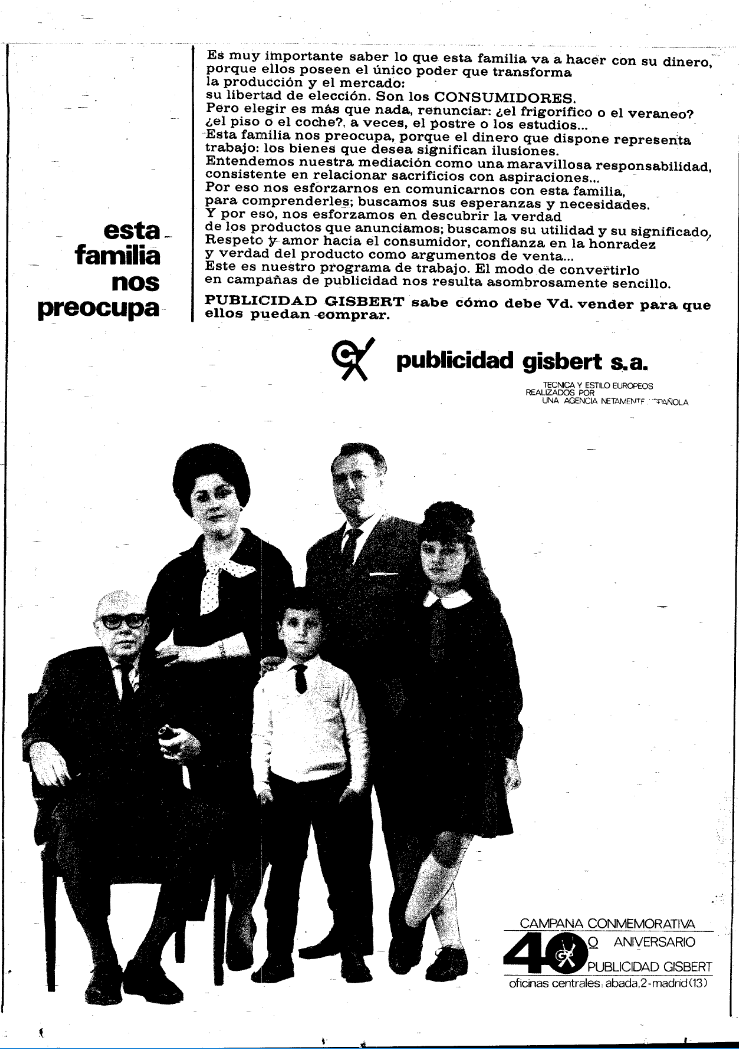 Es muy importante saber lo que esta familia va a hacer con su dinero,
porque ellos poseen el único poder que transforma
la producción y el mercado:
su libertad de elección. Son los CONSUMIDORES.
Pero elegir es más que nada, renunciar: ¿el frigorífico o el veraneo?
¿el piso o el coche?, a veces, el postre o los estudios...
Esta familia nos preocupa, porque el dinero que dispone representa
trabajo: los bienes que desea significan ilusiones.
Entendemos nuestra mediación como una maravillosa responsabilidad,
consistente en relacionar sacrificios con aspiraciones...
Por eso nos esforzarnos en comunicarnos con esta familia,
para comprenderles; buscamos sus esperanzas y necesidades.
Y por eso, nos esforzamos en descubrir la verdad
de los productos que anunciamos; buscamos su utilidad y su significado,
Respeto y amor hacia el consumidor, confianza en la honradez
y verdad del producto como argumentos de venta...
Este es nuestro programa de trabajo. El modo de convertirlo
en campañas de publicidad nos resulta asombrosamente sencillo.
PUBLICIDAD GISBERT sabe cómo debe Vd. vender para que
ellos puedan comprar.
esta
familia
nos
preocupa
publicidad gisbert s.a.
TECNICA Y ESTILO EUROPEOS
REALIZADOS POR
UNA AGENCIA NETAMENTE
CAMPAÑA CONMEMORATIVA
40º ANIVERSARIO
PUBLICIDAD GISBERT
oficinas centrales: abada, 2-madrid (13)